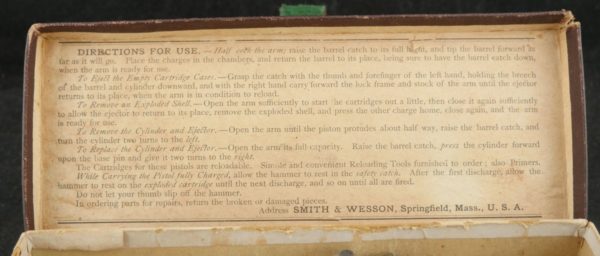 DIRECTIONS FOR USE.—Half cock the arm; raise the barrel catch to its full hight, and tip the barrel forward as
far as it will go. Place the charges in the chambers, and return the barrel to its place, being sure to have the barrel catch down,
when the arm is ready for use.
To Eject the Empty Cartridge Cases.—Grasp the catch with the thumb and forefinger of the left hand, holding the breech
of the barrel and cylinder downward, and with the right hand carry forward the lock frame and stock of the arm until the ejector
returns to its place, when the arm is in condition to reload.
To Remove an Exploded Shell.—Open the arm sufficiently to start the cartridges out a little, then close it again sufficiently
to allow the ejector to return to its place, remove the exploded shell, and press the other charge home, close again, and the arm
is ready for use.
To Remove the Cylinder and Ejector.—Open the arm until the piston protudes about half way, raise the barrel catch, and
turn the cylinder two turns to the left.
To Replace the Cylinder and Ejector.—Open the arm its full capacity. Raise the barrel catch, press the cylinder forward
upon the base pin and give it two turns to the right.
The Cartridges for these pistols are reloadable. Simple and convenient Reloading Tools furnished to order; also Primers.
While Carrying the Pistol fully Charged, allow the hammer to rest in the safety catch. After the first discharge, allow the
hammer to rest on the exploded cartridge until the next discharge, and so on until all are fired.
Do not let your thumb slip off the hammer.
In ordering parts for repairs, return the broken or damaged pieces.
Address SMITH & WESSON, Springfield, Mass., U. S. A.